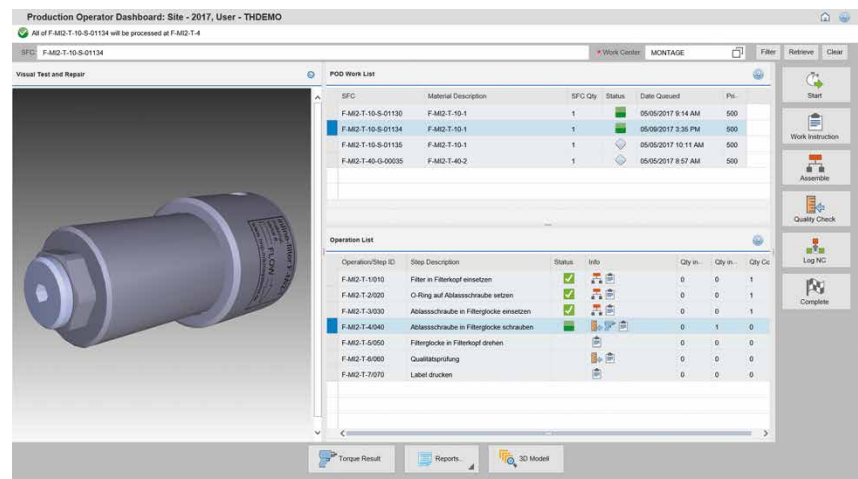 Production Operator Dashboard: Site - 2017, User - THDEMO
All of F-MI2-T-10-S-01134 will be processed at F-MI2-T-4
SFC: F-MI2-T-10-S-01134 * Work Center: MONTAGE Filter Retrieve Clear
Visual Test and Repair
POD Work List
SFC Material Description SFC Qty Status Date Queued Pri..
F-MI2-T-10-S-01130 F-MI2-T-10-1 1 05/05/2017 9:14 AM 500
F-MI2-T-10-S-01134 F-MI2-T-10-1 1 05/09/2017 3:35 PM 500
F-MI2-T-10-S-01135 F-MI2-T-10-1 1 05/05/2017 10:11 AM 500
F-MI2-T-40-G-00035 F-MI2-T-40-2 1 05/05/2017 8:57 AM 500
Operation List
Operation/Step ID Step Description Status Info Qty in.. Qty in.. Qty Co
F-MI2-T-1/010 Filter in Filterkopf einsetzen 0 0 1
F-MI2-T-2/020 O-Ring auf Ablassschraube setzen 0 0 1
F-MI2-T-3/030 Ablassschraube in Filterglocke einsetzen 0 0 1
F-MI2-T-4/040 Ablassschraube in Filterglocke schrauben 0 1 0
F-MI2-T-5/050 Filterglocke in Filterkopf drehen 0 0 0
F-MI2-T-6/060 Qualitätsprüfung 0 0 0
F-MI2-T-7/070 Label drucken 0 0 0
Start
Work Instruction
Assemble
Quality Check
Log NC
Complete
FLOW
Torque Result Reports.. 3D Modell